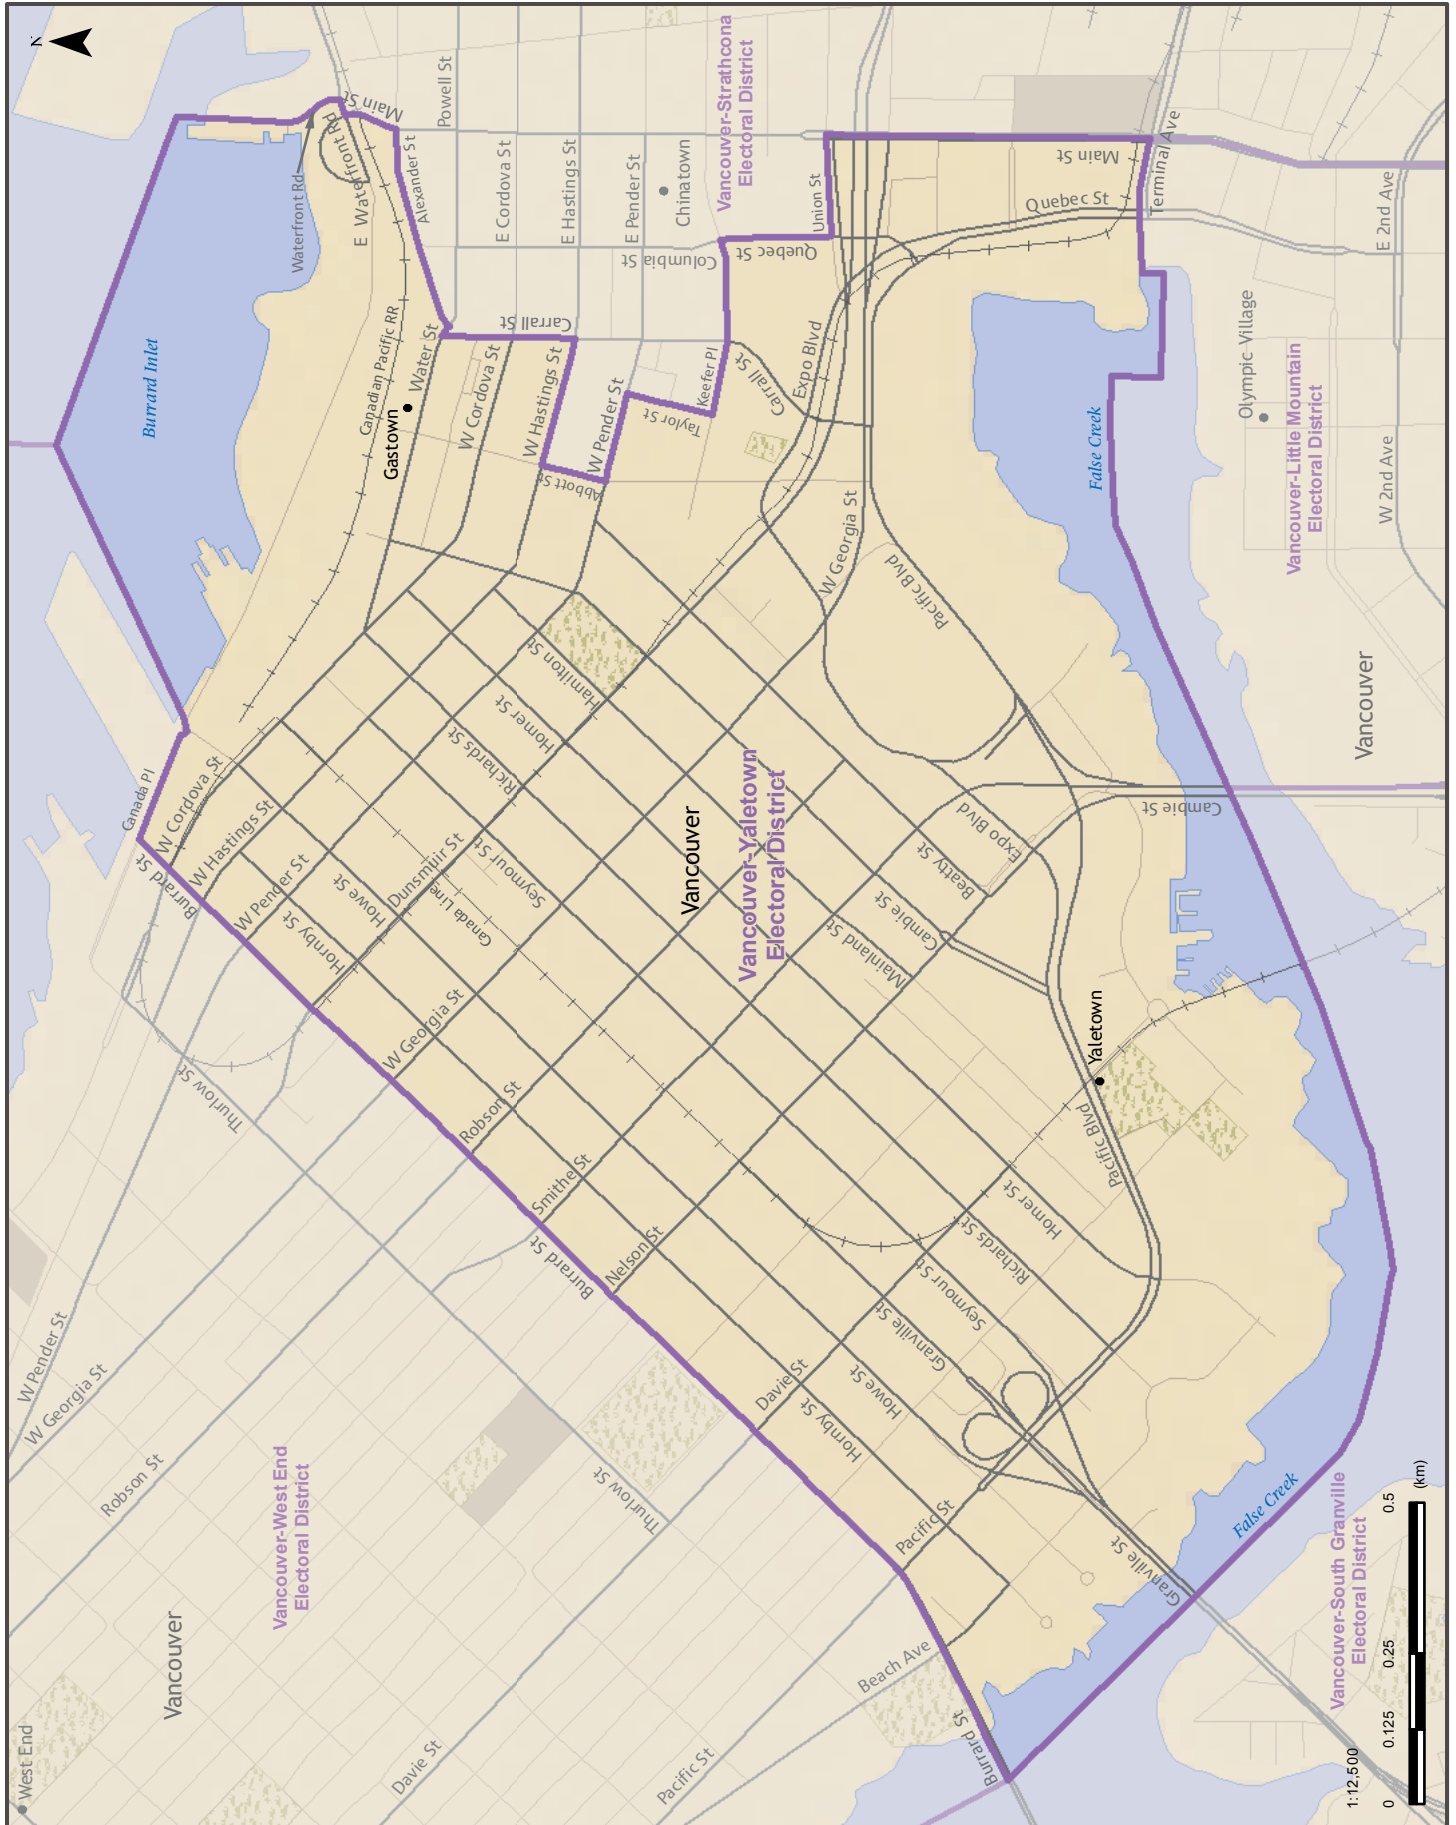 N
Burrard Inlet
Waterfront Rd
E Waterfront Rd
Main St
Alexander St
Powell St
E Cordova St
E Hastings St
E Pender St
Chinatown
Columbia St
Vancouver-Strathcona
Electoral District
Quebec St
Union St
Main St
Quebec St
Terminal Ave
E 2nd Ave
Canadian Pacific RR
Gastown
Water St
W Cordova St
Carrall St
W Hastings St
Abbott St
W Pender St
Taylor St
Keefer Pl
Carrall St
Expo Blvd
W Georgia St
Pacific Blvd
False Creek
Olympic Village
Vancouver-Little Mountain
Electoral District
W 2nd Ave
Vancouver
Canada Pl
W Cordova St
Burrard St
W Hastings St
W Pender St
Hornby St
Howe St
Dunsmuir St
Canada Line
Seymour St
Richards St
Homer St
Hamilton St
Vancouver
Vancouver-Yaletown
Electoral District
Mainland St
Cambie St
Beatty St
Expo Blvd
Cambie St
Yaletown
Pacific Blvd
W Georgia St
Robson St
Smithe St
Nelson St
Burrard St
Thurlow St
W Pender St
W Georgia St
Robson St
Vancouver-West End
Electoral District
Thurlow St
Davie St
Hornby St
Howe St
Granville St
Seymour St
Richards St
Homer St
Pacific St
Granville St
False Creek
Vancouver-South Granville
Electoral District
Beach Ave
Burrard St
Pacific St
Davie St
Vancouver
West End
1:12,500
0
0.125
0.25
0.5
(km)